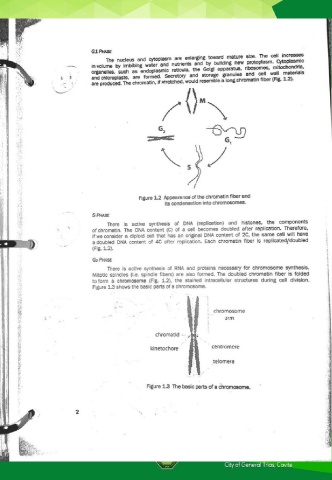 G1 PHASE
The nucleus and cytoplasm are enlarging toward mature size. The cell increases
in volume by imbibing water and nutrients and by building new protoplasm. Cytoplasmic
organelles, such as endoplasmic reticula, the Golgi apparatus, ribosomes, mitochondria,
and chloroplasts, are formed. Secretory and storage granules and cell wall materials
are produced. The chromatin, if stretched, would resemble a long chromatin fiber (Fig. 1.2).
M
G2
G1
S
Figure 1.2 Appearance of the chromatin fiber and
its condensation into chromosomes.
S-PHASE
There is active synthesis of DNA (replication) and histones, the components
of chromatin. The DNA content (C) of a cell becomes doubled after replication. Therefore,
if we consider a diploid cell that has an original DNA content of 2C, the same cell will have
a doubled DNA content of 4C after replication. Each chromatin fiber is replicated/doubled
(Fig. 1.2).
G2 PHASE
There is active synthesis of RNA and proteins necessary for chromosome synthesis.
Mitotic spindles (i.e. spindle fibers) are also formed. The doubled chromatin fiber is folded
to form a chromosome (Fig. 1.2), the stained intracellular structures during cell division.
Figure 1.3 shows the basic parts of a chromosome.
chromosome
arm
chromatid
kinetochore
centromere
telomere
Figure 1.3 The basic parts of a chromosome.
2
City of General Trias, Cavite